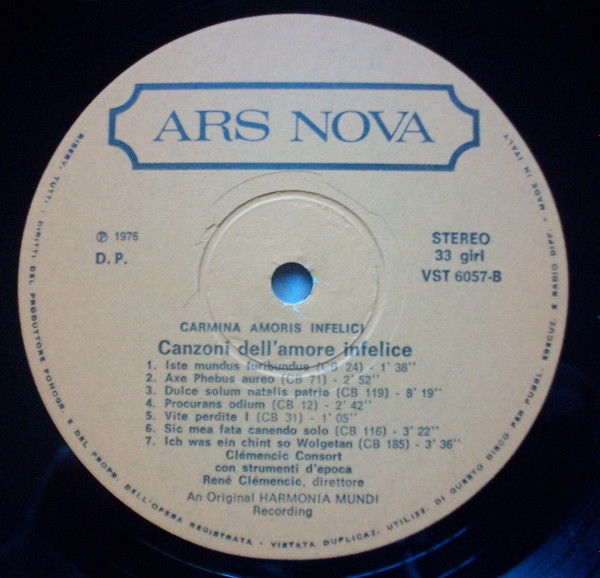 ARS NOVA
℗ 1976
D. P.
STEREO
33 giri
VST 6057-B
CARMINA AMORIS INFELICI
Canzoni dell'amore infelice
1. Iste mundus furibundus (CB 24) - 1' 38''
2. Axe Phebus aureo (CB 71) - 2' 52''
3. Dulce solum natalis patrie (CB 119) - 8' 19''
4. Procurans odium (CB 12) - 2' 42''
5. Vite perdite I (CB 31) - 1' 05''
6. Sic mea fata canendo solo (CB 116) - 3' 22''
7. Ich was ein chint so Wolgetan (CB 185) - 3' 36''
Clémencic Consort
con strumenti d'epoca
René Clémencic, direttore
An Original HARMONIA MUNDI
Recording
RISERV. TUTTI I DIRITTI DEL PRODUTTORE FONOGR. E DEL PROPR. DELL'OPERA REGISTRATA - VIETATA DUPLICAZ. UTILIZZ. DI QUESTO DISCO PER PUBBL. ESECUZ. E RADIO DIFF. - MADE IN ITALY